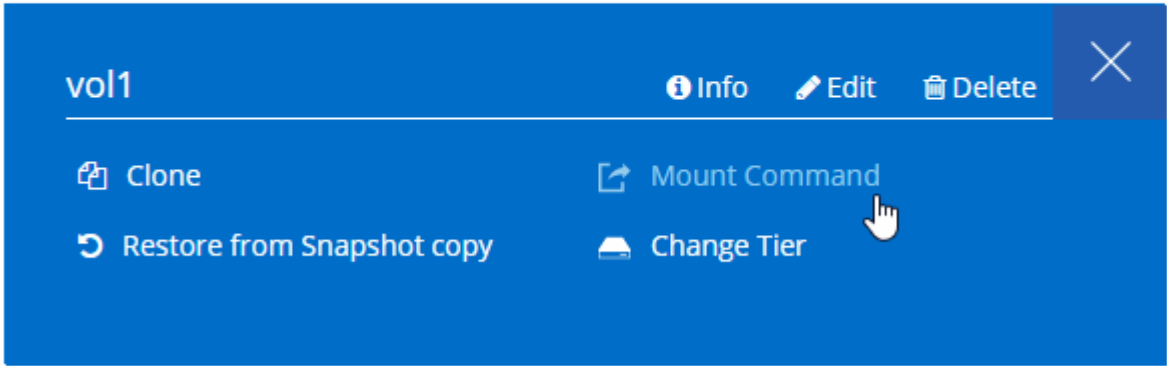 vol1 Info Edit Delete
Clone Mount Command
Restore from Snapshot copy Change Tier